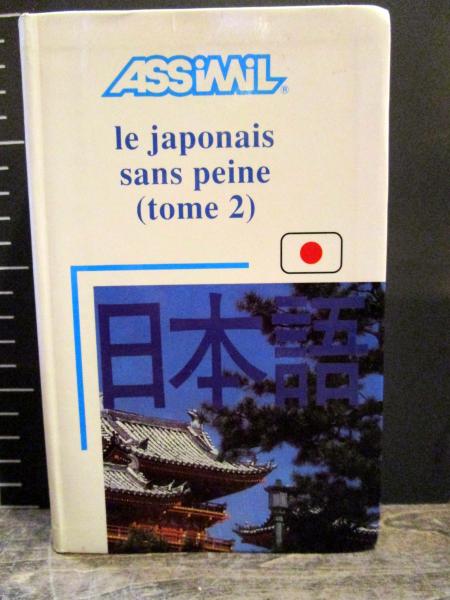 ASSiMiL®
le japonais
sans peine
(tome 2)
日本語